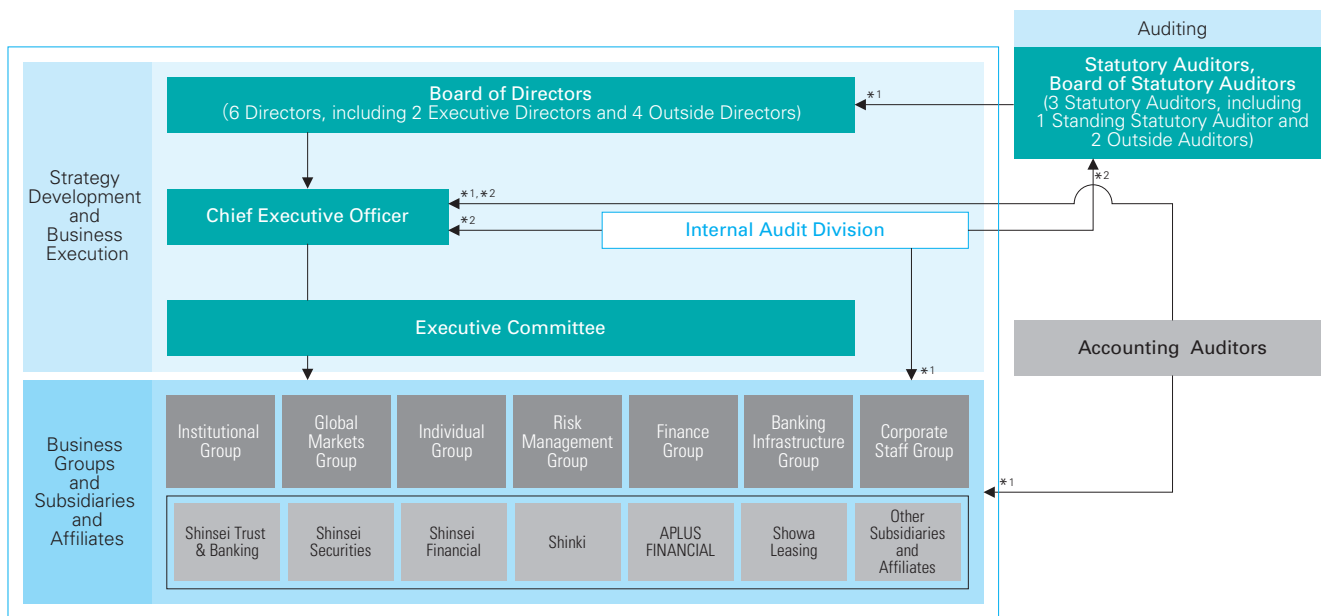 Auditing
Statutory Auditors,
Board of Statutory Auditors
(3 Statutory Auditors, including
1 Standing Statutory Auditor and
2 Outside Auditors)
Board of Directors
(6 Directors, including 2 Executive Directors and 4 Outside Directors)
*1
*2
Strategy
Development
and
Business
Execution
Chief Executive Officer
*1, *2
*2
Internal Audit Division
Executive Committee
Accounting Auditors
*1
Business
Groups
and
Subsidiaries
and
Affiliates
Institutional
Group
Global
Markets
Group
Individual
Group
Risk
Management
Group
Finance
Group
Banking
Infrastructure
Group
Corporate
Staff Group
*1
Shinsei Trust
& Banking
Shinsei
Securities
Shinsei
Financial
Shinki
APLUS
FINANCIAL
Showa
Leasing
Other
Subsidiaries
and
Affiliates